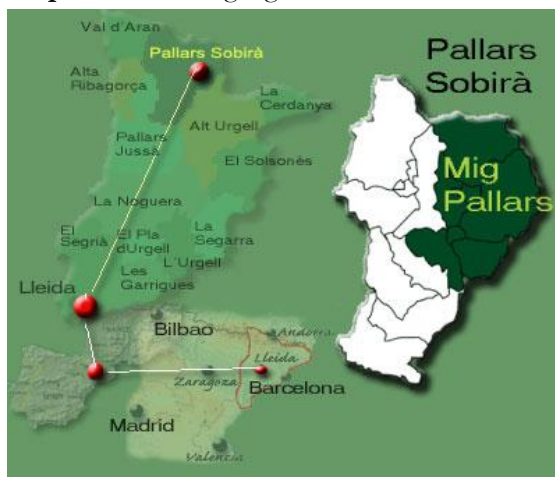 Val d'Aran
Pallars Sobirà
Alta
Ribagorça
La
Cerdanya
Alt Urgell
Pallars
Jussà
El Solsonès
La Noguera
El
Segrià
El Pla
dUrgell
La
Segarra
L'Urgell
Les
Garrigues
Lleida
Bilbao
Andorra
Lleida
Zaragoza
Barcelona
Madrid
Valencia
Pallars
Sobirà
Mig
Pallars